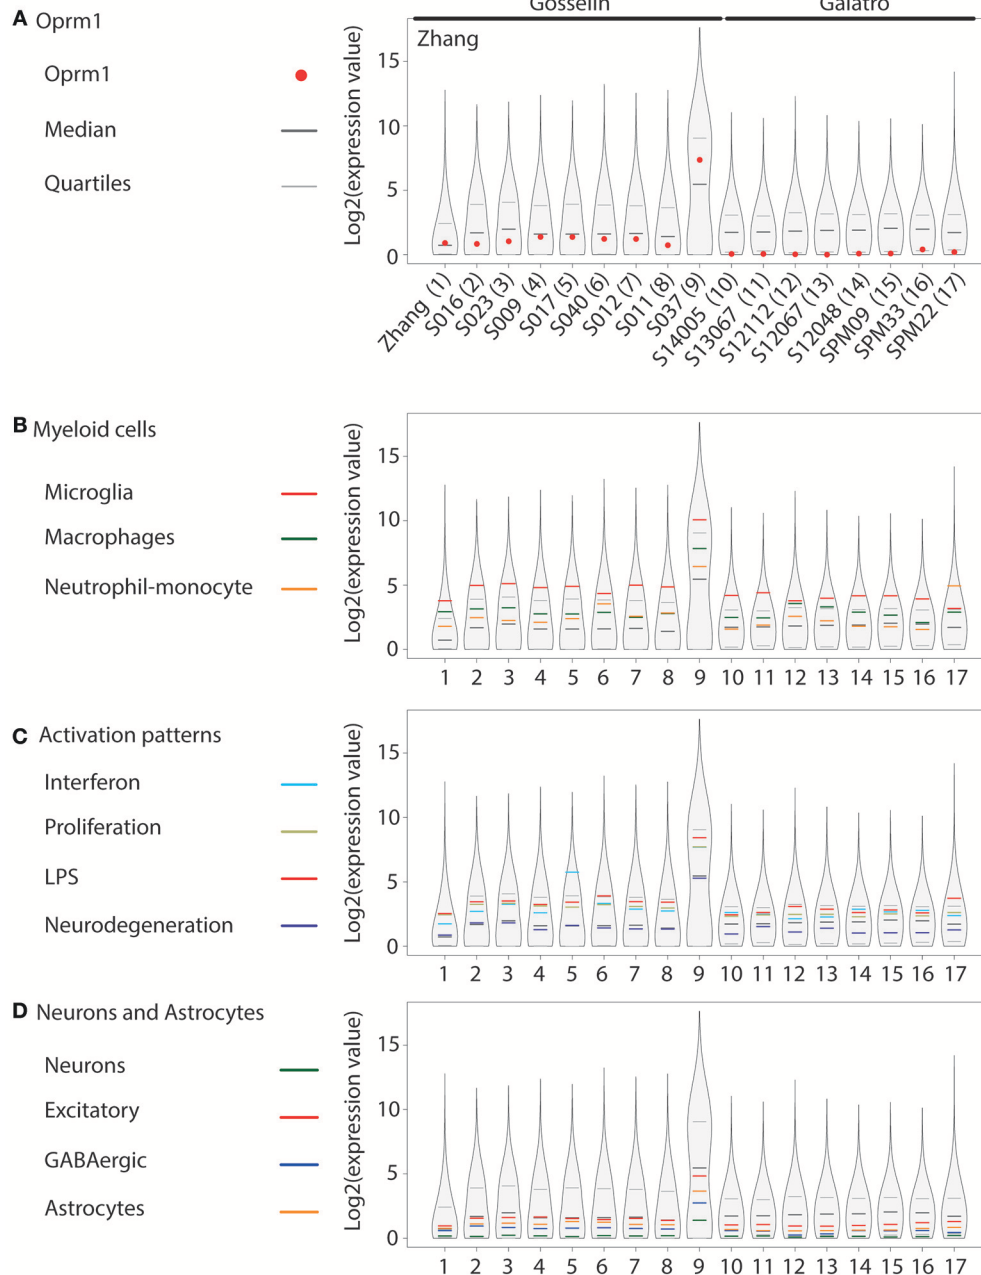 Gosselin Galatro
A Oprm1
Zhang
Oprm1
Median
Quartiles
Log2(expression value)
15
10
5
0
Zhang (1)
S016 (2)
S023 (3)
S009 (4)
S017 (5)
S040 (6)
S012 (7)
S011 (8)
S037 (9)
S14005 (10)
S13067 (11)
S12112 (12)
S12067 (13)
S12048 (14)
SPM09 (15)
SPM33 (16)
SPM22 (17)
B Myeloid cells
Microglia
Macrophages
Neutrophil-monocyte
Log2(expression value)
15
10
5
0
1 2 3 4 5 6 7 8 9 10 11 12 13 14 15 16 17
C Activation patterns
Interferon
Proliferation
LPS
Neurodegeneration
Log2(expression value)
15
10
5
0
1 2 3 4 5 6 7 8 9 10 11 12 13 14 15 16 17
D Neurons and Astrocytes
Neurons
Excitatory
GABAergic
Astrocytes
Log2(expression value)
15
10
5
0
1 2 3 4 5 6 7 8 9 10 11 12 13 14 15 16 17